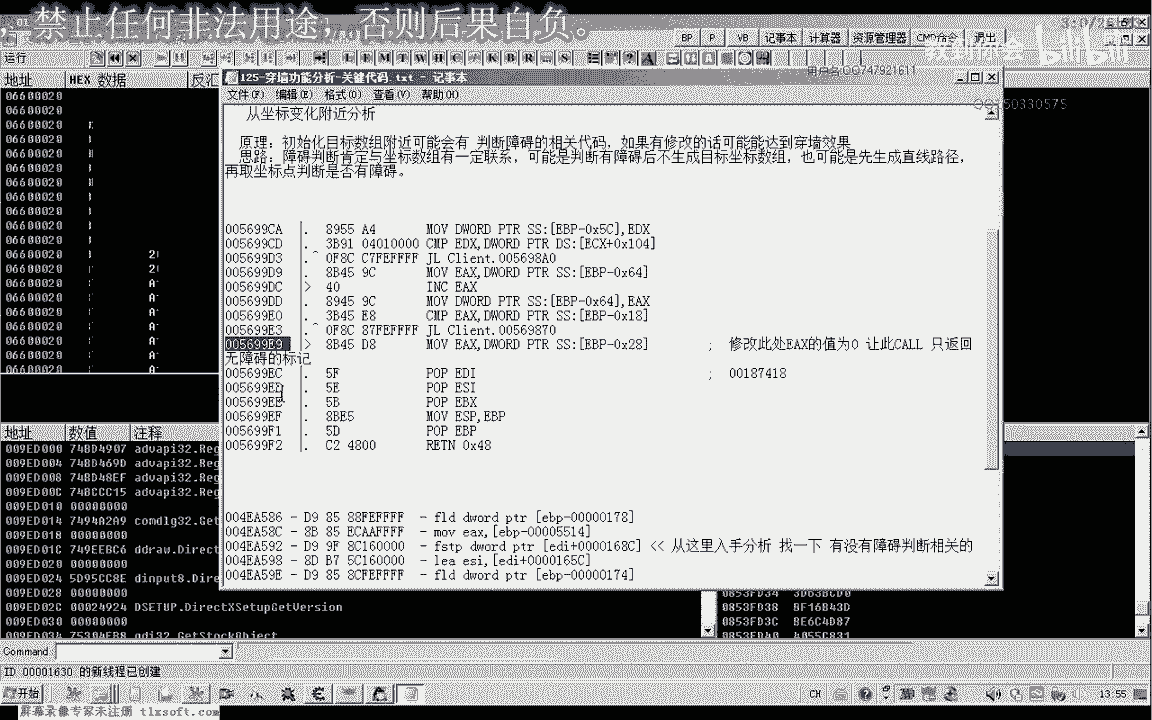 ，禁止任何非法用途，否则后果自负。
BP P VB 记事本 计算器 资源管理器 CMD命令 退出
运行
L E M T W H C / K B R ... S
用户名QQ747921611
bilibili
QQ150330575
地址 HEX 数据 反汇
125-穿墙功能分析-关键代码.txt - 记事本
文件(F) 编辑(E) 格式(O) 查看(V) 帮助(H)
从坐标变化附近分析
原理：初始化目标数组附近可能会有 判断障碍的相关代码，如果有修改的话可能能达到穿墙效果
思路：障碍判断肯定与坐标数组有一定联系，可能是判断有障碍后不生成目标坐标数组，也可能是先生成直线路径，
再取坐标点判断是否有障碍。
005699CA |. 8955 A4 MOV DWORD PTR SS:[EBP-0x5C],EDX
005699CD |. 3B91 04010000 CMP EDX,DWORD PTR DS:[ECX+0x104]
005699D3 |.^ 0F8C C7FEFFFF JL Client.005698A0
005699D9 |. 8B45 9C MOV EAX,DWORD PTR SS:[EBP-0x64]
005699DC |> 40 INC EAX
005699DD |. 8945 9C MOV DWORD PTR SS:[EBP-0x64],EAX
005699E0 |. 3B45 E8 CMP EAX,DWORD PTR SS:[EBP-0x18]
005699E3 |.^ 0F8C 87FEFFFF JL Client.00569870
005699E9 |> 8B45 D8 MOV EAX,DWORD PTR SS:[EBP-0x28] ; 修改此处EAX的值为0 让此CALL 只返回
无障碍的标记
005699EC |. 5F POP EDI ; 00187418
005699ED |. 5E POP ESI
005699EE |. 5B POP EBX
005699EF |. 8BE5 MOV ESP,EBP
005699F1 |. 5D POP EBP
005699F2 |. C2 4800 RETN 0x48
004EA586 - D9 85 88FEFFFF - fld dword ptr [ebp-00000178]
004EA58C - 8B 85 ECAAFFFF - mov eax,[ebp-00005514]
004EA592 - D9 9F 8C160000 - fstp dword ptr [edi+0000168C] << 从这里入手分析 找一下 有没有障碍判断相关的
004EA598 - 8D B7 5C160000 - lea esi,[edi+0000165C]
004EA59E - D9 85 8CFEFFFF - fld dword ptr [ebp-00000174]
地址 数值 注释
009ED000 74BD4907 advapi32.Reg
009ED004 74BD469D advapi32.Reg
009ED008 74BD48EF advapi32.Reg
009ED00C 74BCCC15 advapi32.Reg
009ED010 00000000
009ED014 7494A2A9 comdlg32.Get
009ED018 00000000
009ED01C 749EEBC6 ddraw.Direct
009ED020 00000000
009ED024 5D95CC8E dinput8.Dire
009ED028 00000000
009ED02C 00024924 DSETUP.DirectXSetupGetVersion
009ED030 00000000
0853FD38 8F16B43D
0853FD3C BE6C4D87
Command
ID 00001630 的新线程已创建
开始
CH
13:55
屏幕录像专家未注册 tlxsoft.com